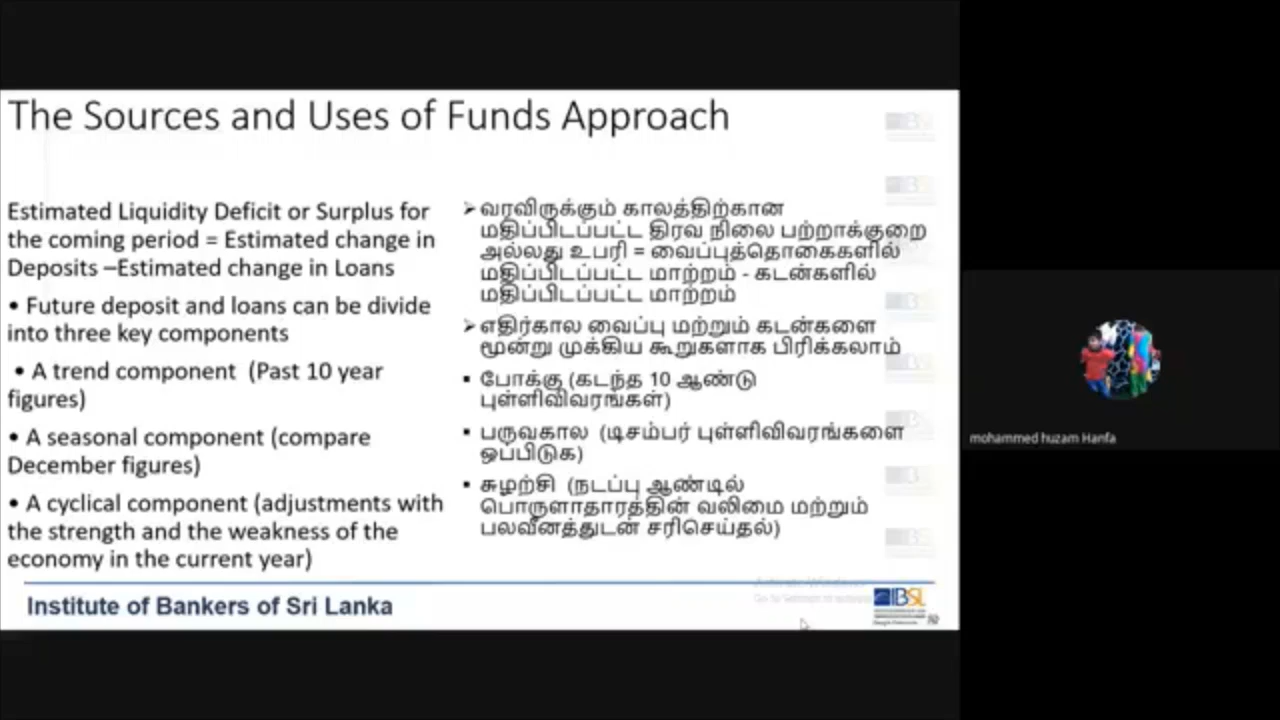 The Sources and Uses of Funds Approach
Estimated Liquidity Deficit or Surplus for
the coming period = Estimated change in
Deposits –Estimated change in Loans
• Future deposit and loans can be divide
into three key components
• A trend component (Past 10 year
figures)
• A seasonal component (compare
December figures)
• A cyclical component (adjustments with
the strength and the weakness of the
economy in the current year)
➢வரவிருக்கும் காலத்திற்கான
மதிப்பிடப்பட்ட திரவ நிலை பற்றாக்குறை
அல்லது உபரி = வைப்புத்தொகைகளில்
மதிப்பிடப்பட்ட மாற்றம் - கடன்களில்
மதிப்பிடப்பட்ட மாற்றம்
➢எதிர்கால வைப்பு மற்றும் கடன்களை
மூன்று முக்கிய கூறுகளாக பிரிக்கலாம்
▪ போக்கு (கடந்த 10 ஆண்டு
புள்ளிவிவரங்கள்)
▪ பருவகால (டிசம்பர் புள்ளிவிவரங்களை
ஒப்பிடுக)
▪ சுழற்சி (நடப்பு ஆண்டில்
பொருளாதாரத்தின் வலிமை மற்றும்
பலவீனத்துடன் சரிசெய்தல்)
Institute of Bankers of Sri Lanka
IBSL
mohammed huzam Hanfa